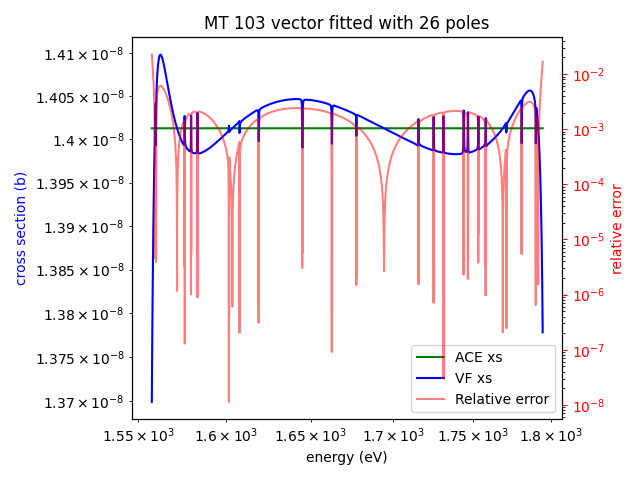 MT 103 vector fitted with 26 poles
1.41 × 10⁻⁸
1.405 × 10⁻⁸
1.4 × 10⁻⁸
1.395 × 10⁻⁸
1.39 × 10⁻⁸
1.385 × 10⁻⁸
1.38 × 10⁻⁸
1.375 × 10⁻⁸
1.37 × 10⁻⁸
cross section (b)
10⁻²
10⁻³
10⁻⁴
10⁻⁵
10⁻⁶
10⁻⁷
10⁻⁸
relative error
ACE xs
VF xs
Relative error
1.55 × 10³ 1.6 × 10³ 1.65 × 10³ 1.7 × 10³ 1.75 × 10³ 1.8 × 10³
energy (eV)